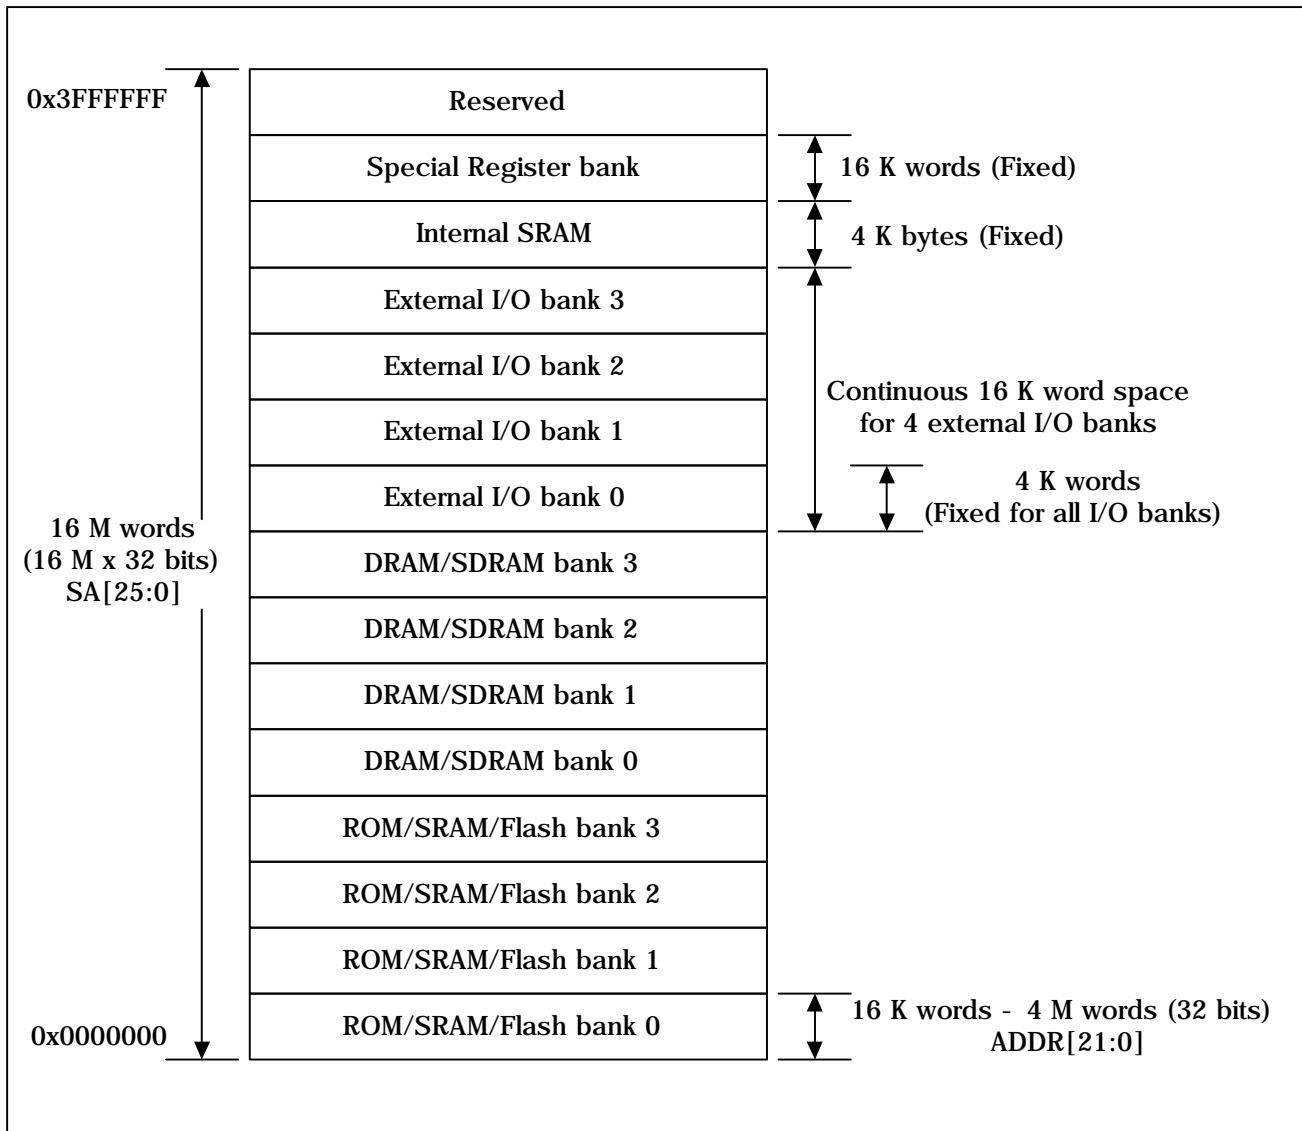 0x3FFFFFF
Reserved
Special Register bank
16 K words (Fixed)
Internal SRAM
4 K bytes (Fixed)
External I/O bank 3
External I/O bank 2
Continuous 16 K word space
for 4 external I/O banks
External I/O bank 1
External I/O bank 0
4 K words
(Fixed for all I/O banks)
16 M words
(16 M x 32 bits)
SA[25:0]
DRAM/SDRAM bank 3
DRAM/SDRAM bank 2
DRAM/SDRAM bank 1
DRAM/SDRAM bank 0
ROM/SRAM/Flash bank 3
ROM/SRAM/Flash bank 2
ROM/SRAM/Flash bank 1
ROM/SRAM/Flash bank 0
0x0000000
16 K words - 4 M words (32 bits)
ADDR[21:0]